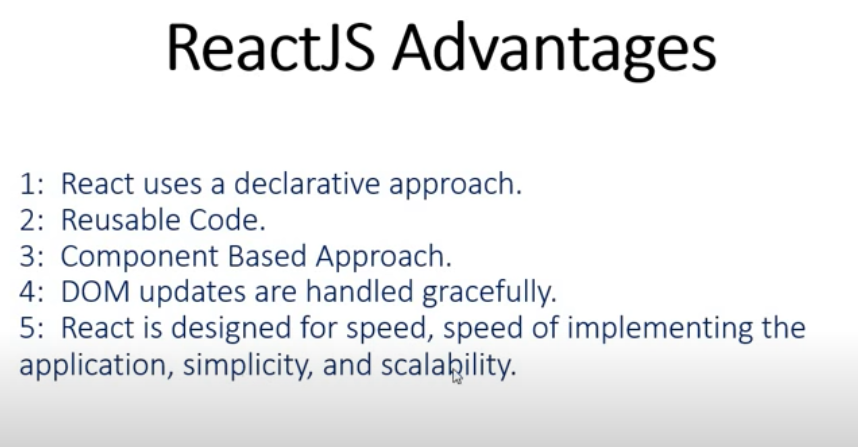 ReactJS Advantages
1: React uses a declarative approach.
2: Reusable Code.
3: Component Based Approach.
4: DOM updates are handled gracefully.
5: React is designed for speed, speed of implementing the
application, simplicity, and scalability.